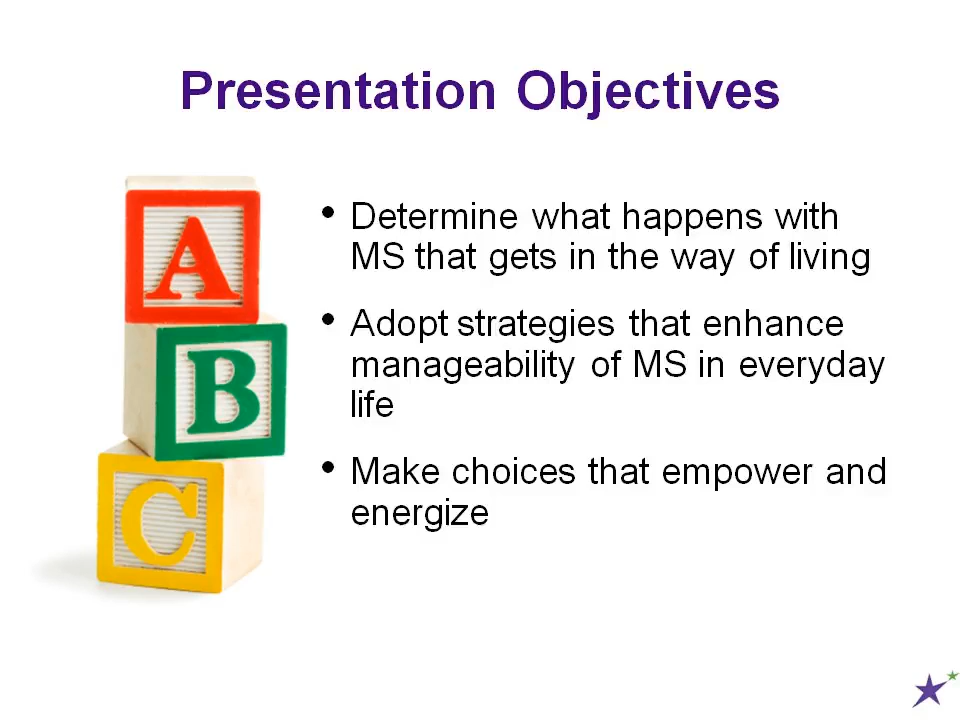 Presentation Objectives
A
B
C
• Determine what happens with
MS that gets in the way of living
• Adopt strategies that enhance
manageability of MS in everyday
life
• Make choices that empower and
energize